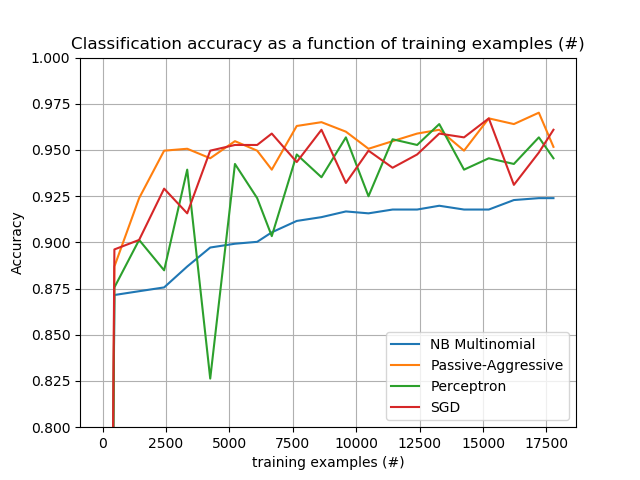 Classification accuracy as a function of training examples (#)
1.000
0.975
0.950
0.925
0.900
0.875
0.850
0.825
0.800
Accuracy
NB Multinomial
Passive-Aggressive
Perceptron
SGD
0 2500 5000 7500 10000 12500 15000 17500
training examples (#)